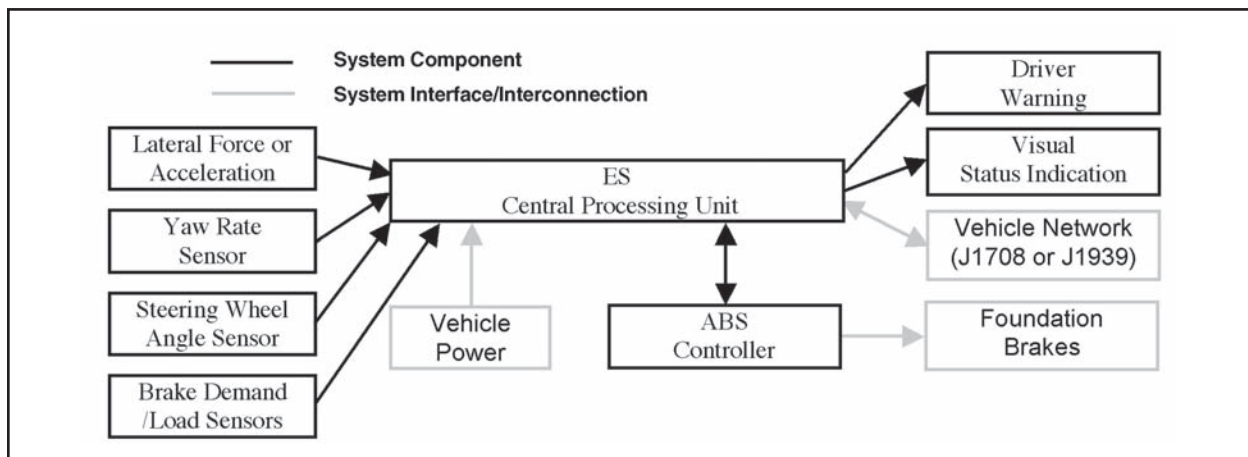 System Component
System Interface/Interconnection
Lateral Force or
Acceleration
Yaw Rate
Sensor
Steering Wheel
Angle Sensor
Brake Demand
/Load Sensors
ES
Central Processing Unit
Vehicle
Power
ABS
Controller
Driver
Warning
Visual
Status Indication
Vehicle Network
(J1708 or J1939)
Foundation
Brakes